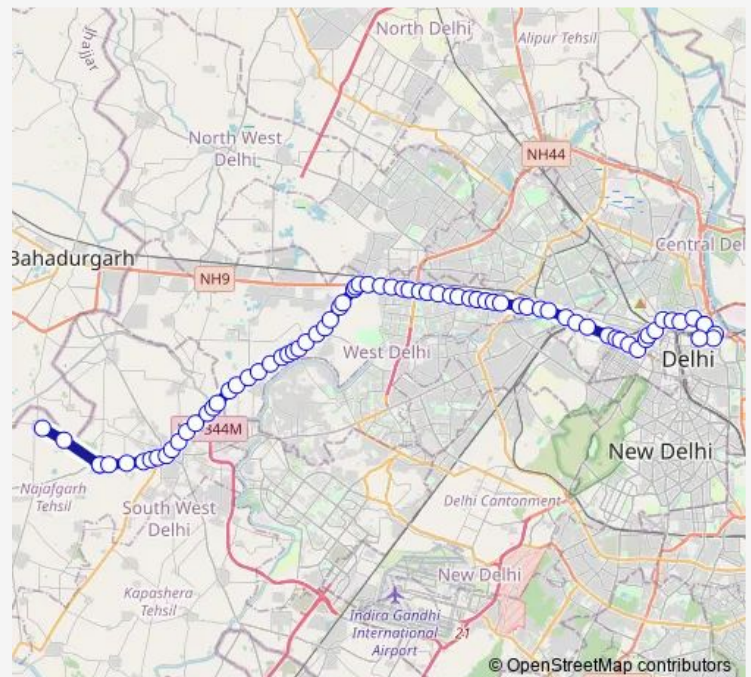 North Delhi
Alipur Tehsil
Jhajjar
North West
Delhi
NH44
Central Del
Bahadurgarh
NH9
West Delhi
Delhi
344M
New Delhi
Najafgarh
Tehsil
South West
Delhi
Delhi Cantonment
New Delhi
Kapashera
Tehsil
Indira Gandhi
International
Airport
21
© OpenStreetMap contributors